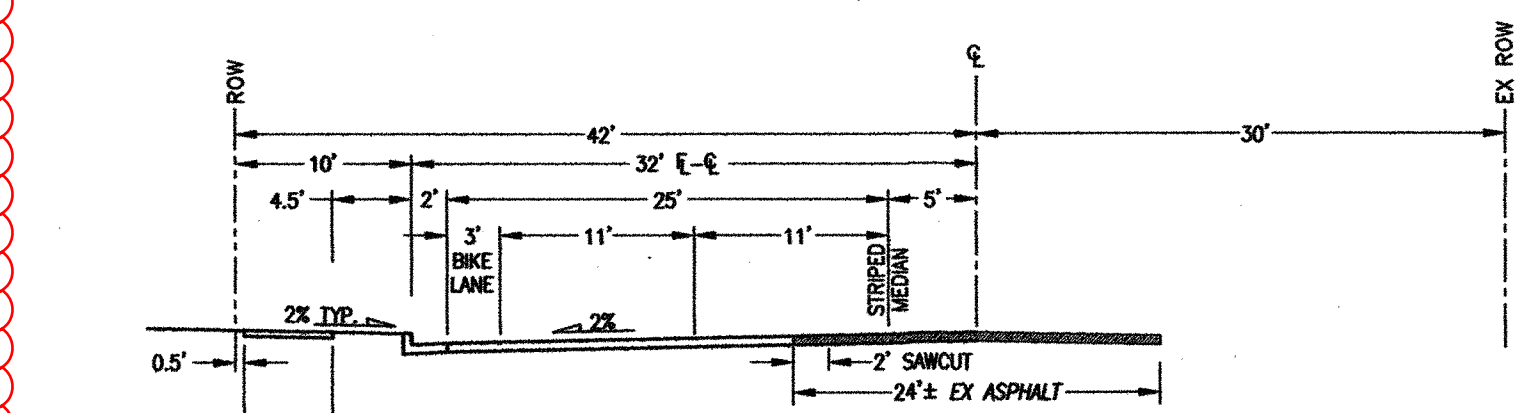 ROW
℄
EX ROW
42'
30'
10'
32' FL-℄
4.5'
2'
25'
5'
3'
BIKE
LANE
11'
11'
STRIPED
MEDIAN
2% TYP.
2%
0.5'
2' SAWCUT
24'± EX ASPHALT